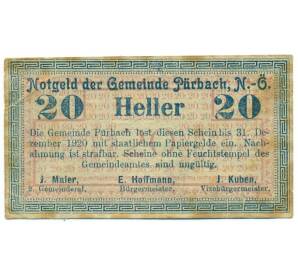 Notgeld der Gemeinde Pürbach, N.-Ö.
20 Heller 20
Die Gemeinde Pürbach löst diesen Schein bis 31. De-
zember 1920 mit staatlichem Papiergelde ein. Nach-
ahmung ist strafbar. Scheine ohne Feuchtstempel des
Gemeindeamtes sind ungültig.
J. Maier, E. Hoffmann, J. Kuben,
2. Gemeinderat. Bürgermeister. Vizebürgermeister.